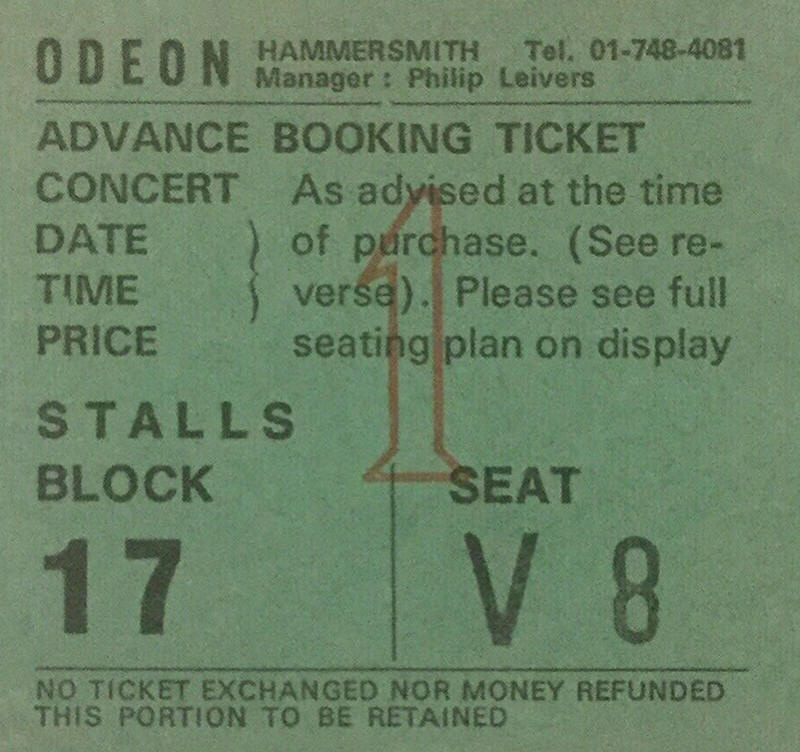 ODEON HAMMERSMITH Tel. 01-748-4081
Manager: Philip Leivers
ADVANCE BOOKING TICKET
CONCERT As advised at the time
DATE } of purchase. (See re-
TIME } verse). Please see full
PRICE seating plan on display
1
STALLS
BLOCK SEAT
17 V 8
NO TICKET EXCHANGED NOR MONEY REFUNDED
THIS PORTION TO BE RETAINED